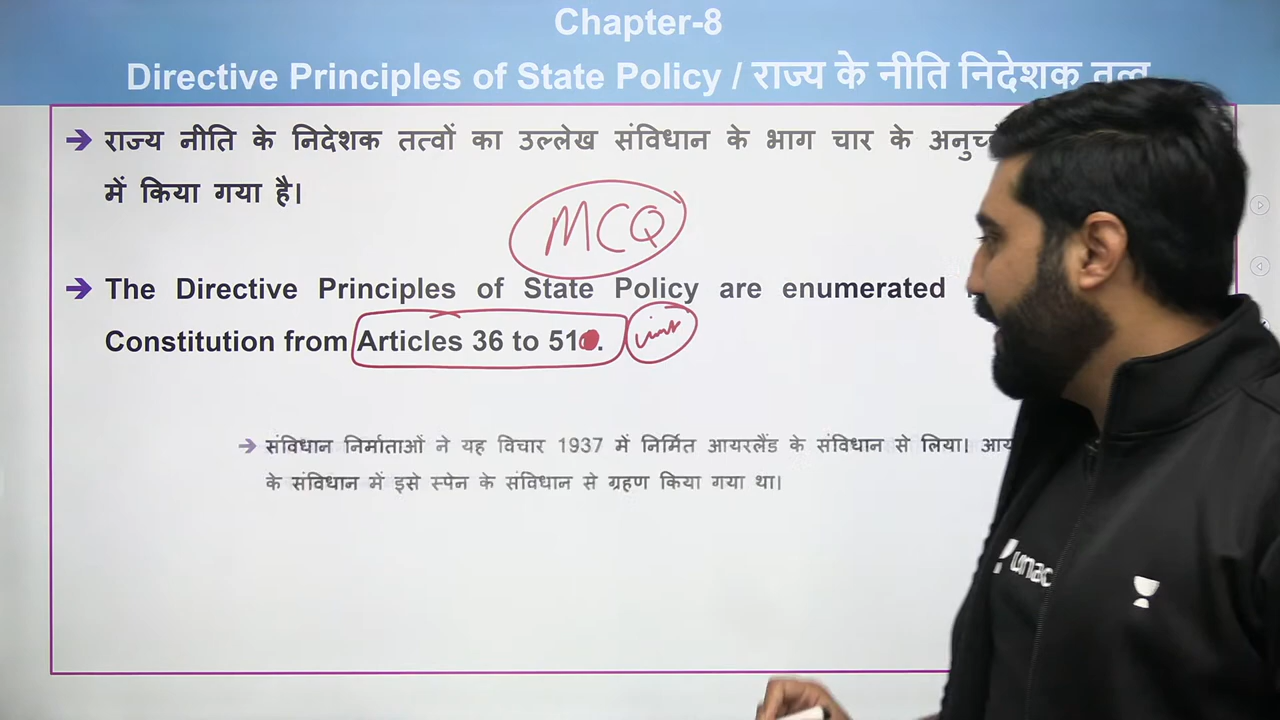 Chapter-8
Directive Principles of State Policy / राज्य के नीति निदेशक तत्व
→ राज्य नीति के निदेशक तत्वों का उल्लेख संविधान के भाग चार के
में किया गया है।
MCQ
→ The Directive Principles of State Policy are enumerated
Constitution from Articles 36 to 51 .
→ संविधान निर्माताओं ने यह विचार 1937 में निर्मित आयरलैंड के संविधान से लिया।
के संविधान में इसे स्पेन के संविधान से ग्रहण किया गया था।